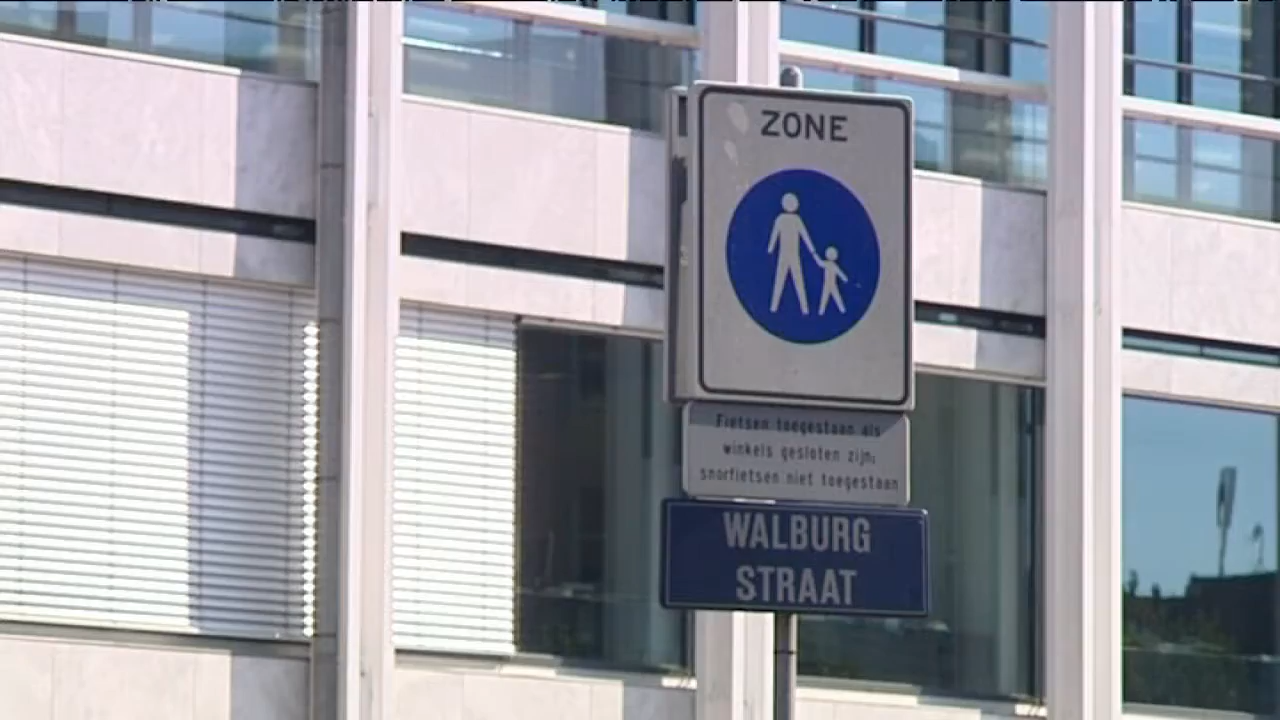 ZONE
Fietsen toegestaan als
winkels gesloten zijn;
snorfietsen niet toegestaan
WALBURG
STRAAT